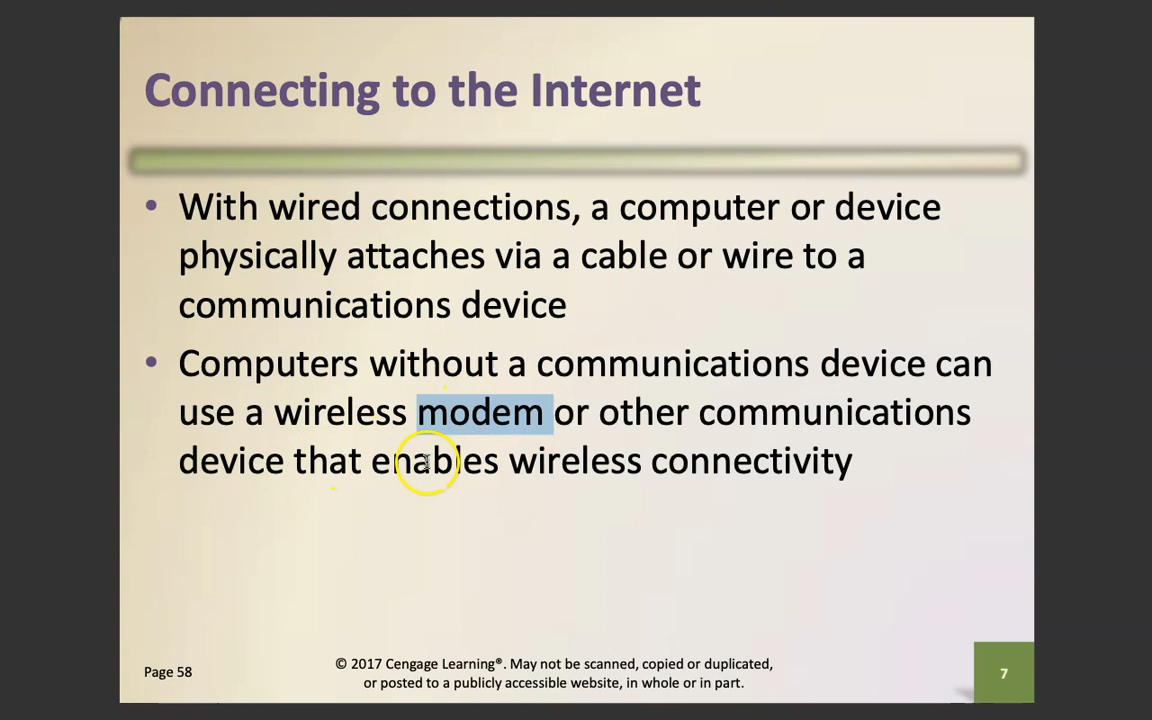 Connecting to the Internet
• With wired connections, a computer or device
physically attaches via a cable or wire to a
communications device
• Computers without a communications device can
use a wireless modem or other communications
device that enables wireless connectivity
Page 58
© 2017 Cengage Learning®. May not be scanned, copied or duplicated,
or posted to a publicly accessible website, in whole or in part.
7